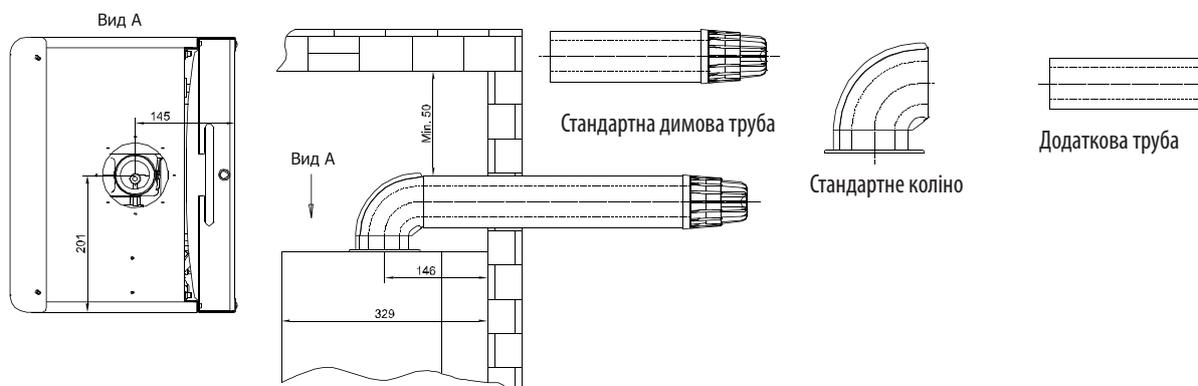 Вид А
145
201
Вид А
Min. 50
146
329
Стандартна димова труба
Стандартне коліно
Додаткова труба